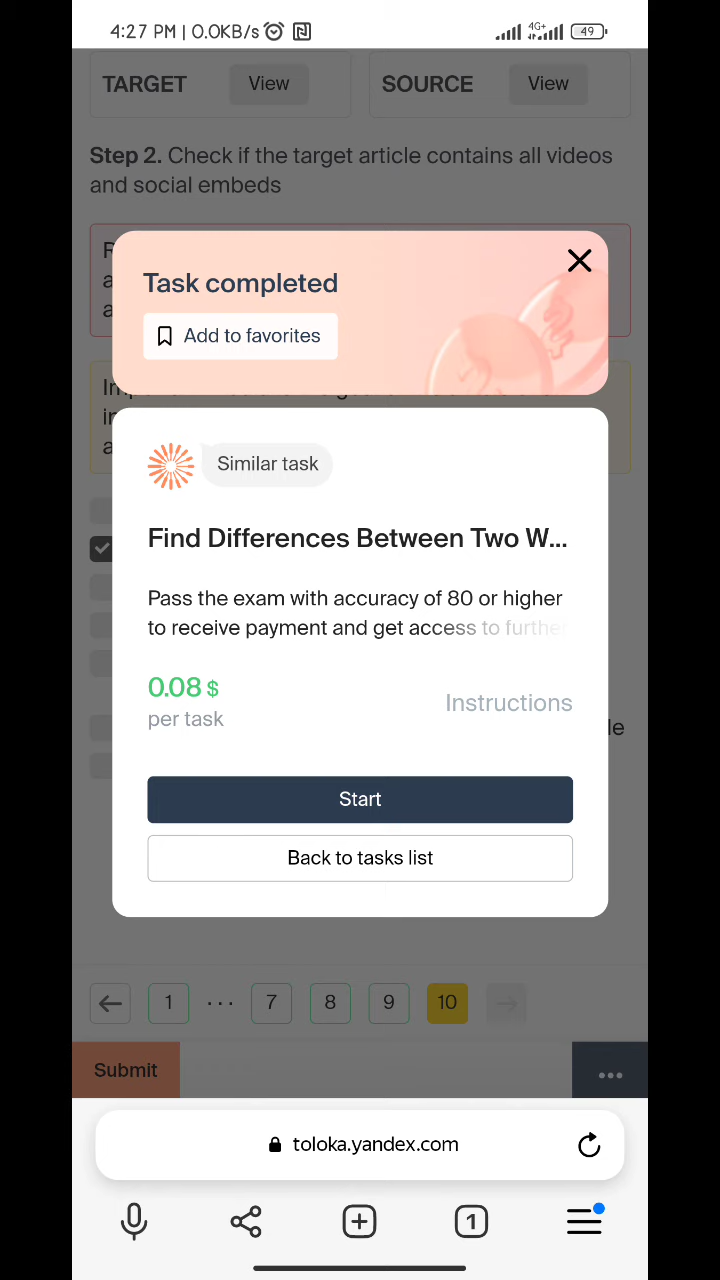 4:27 PM | 0.0KB/s
4G+
49
TARGET
View
SOURCE
View
Step 2. Check if the target article contains all videos
and social embeds
Task completed
Add to favorites
Similar task
Find Differences Between Two W...
Pass the exam with accuracy of 80 or higher
to receive payment and get access to further
0.08 $
per task
Instructions
Start
Back to tasks list
1
...
7
8
9
10
Submit
toloka.yandex.com
1